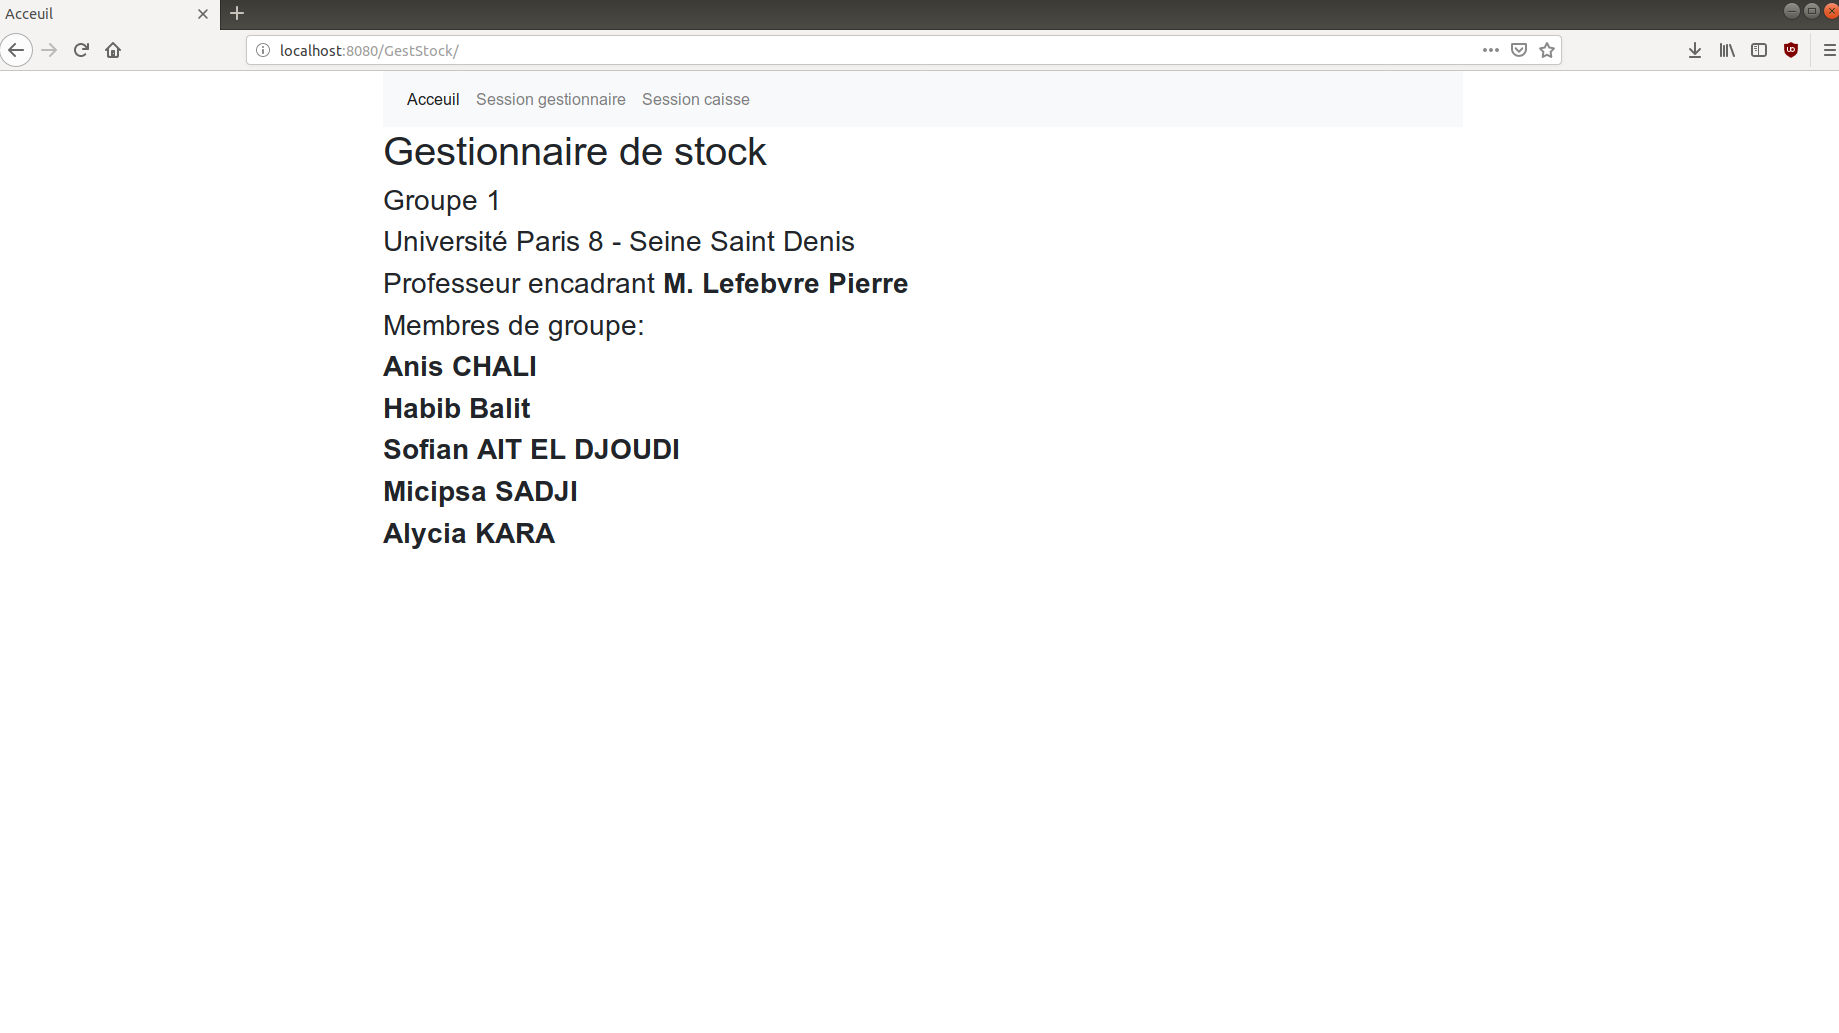 Acceuil
localhost:8080/GestStock/
Acceuil Session gestionnaire Session caisse
Gestionnaire de stock
Groupe 1
Université Paris 8 - Seine Saint Denis
Professeur encadrant M. Lefebvre Pierre
Membres de groupe:
Anis CHALI
Habib Balit
Sofian AIT EL DJOUDI
Micipsa SADJI
Alycia KARA